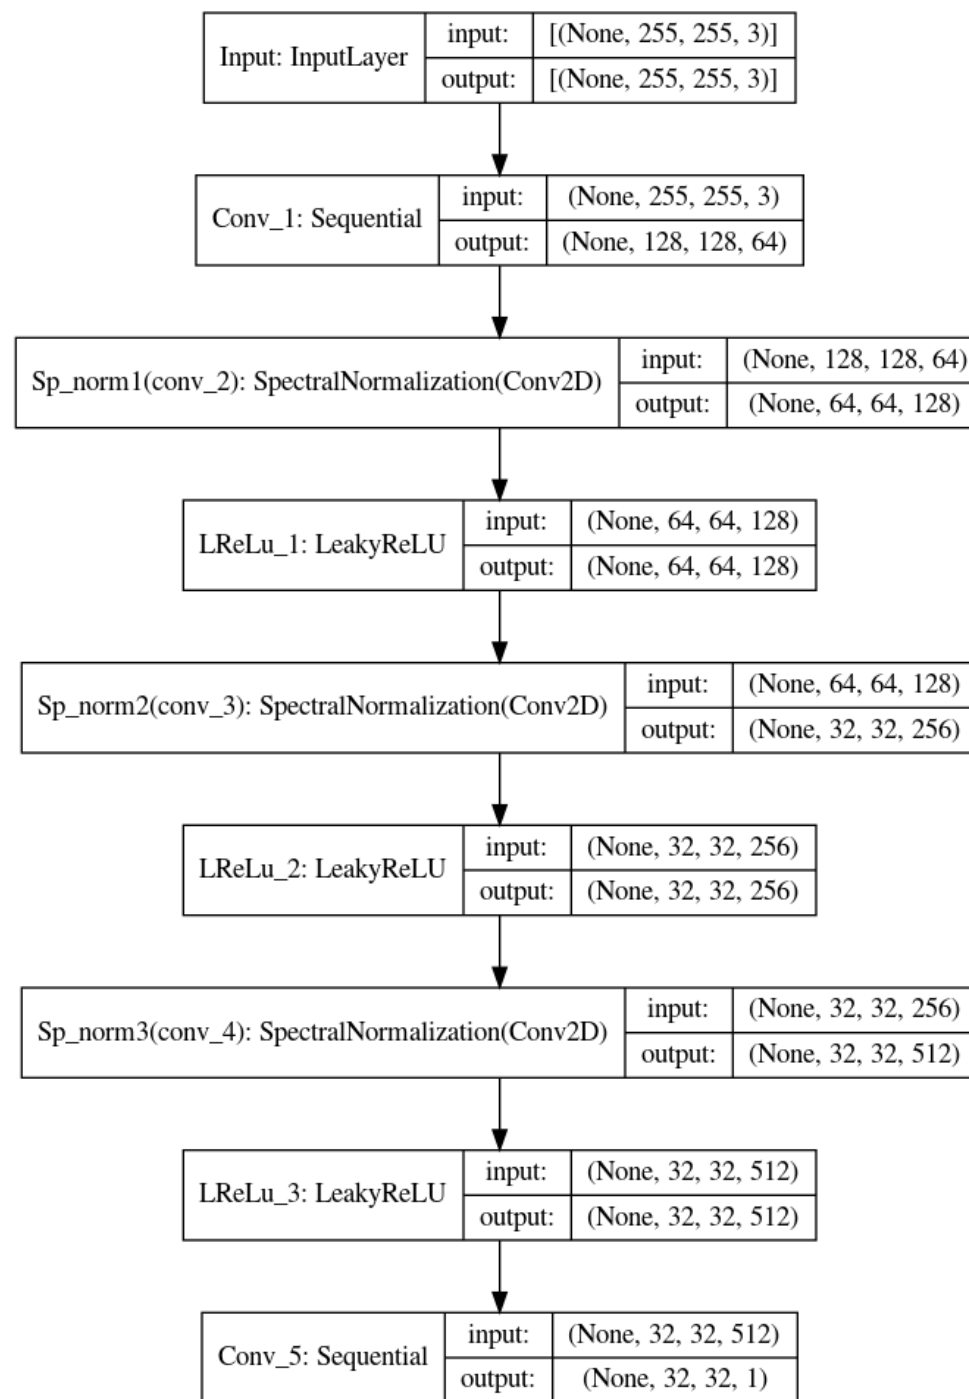 Input: InputLayer
input: [(None, 255, 255, 3)]
output: [(None, 255, 255, 3)]
Conv_1: Sequential
input: (None, 255, 255, 3)
output: (None, 128, 128, 64)
Sp_norm1(conv_2): SpectralNormalization(Conv2D)
input: (None, 128, 128, 64)
output: (None, 64, 64, 128)
LReLu_1: LeakyReLU
input: (None, 64, 64, 128)
output: (None, 64, 64, 128)
Sp_norm2(conv_3): SpectralNormalization(Conv2D)
input: (None, 64, 64, 128)
output: (None, 32, 32, 256)
LReLu_2: LeakyReLU
input: (None, 32, 32, 256)
output: (None, 32, 32, 256)
Sp_norm3(conv_4): SpectralNormalization(Conv2D)
input: (None, 32, 32, 256)
output: (None, 32, 32, 512)
LReLu_3: LeakyReLU
input: (None, 32, 32, 512)
output: (None, 32, 32, 512)
Conv_5: Sequential
input: (None, 32, 32, 512)
output: (None, 32, 32, 1)